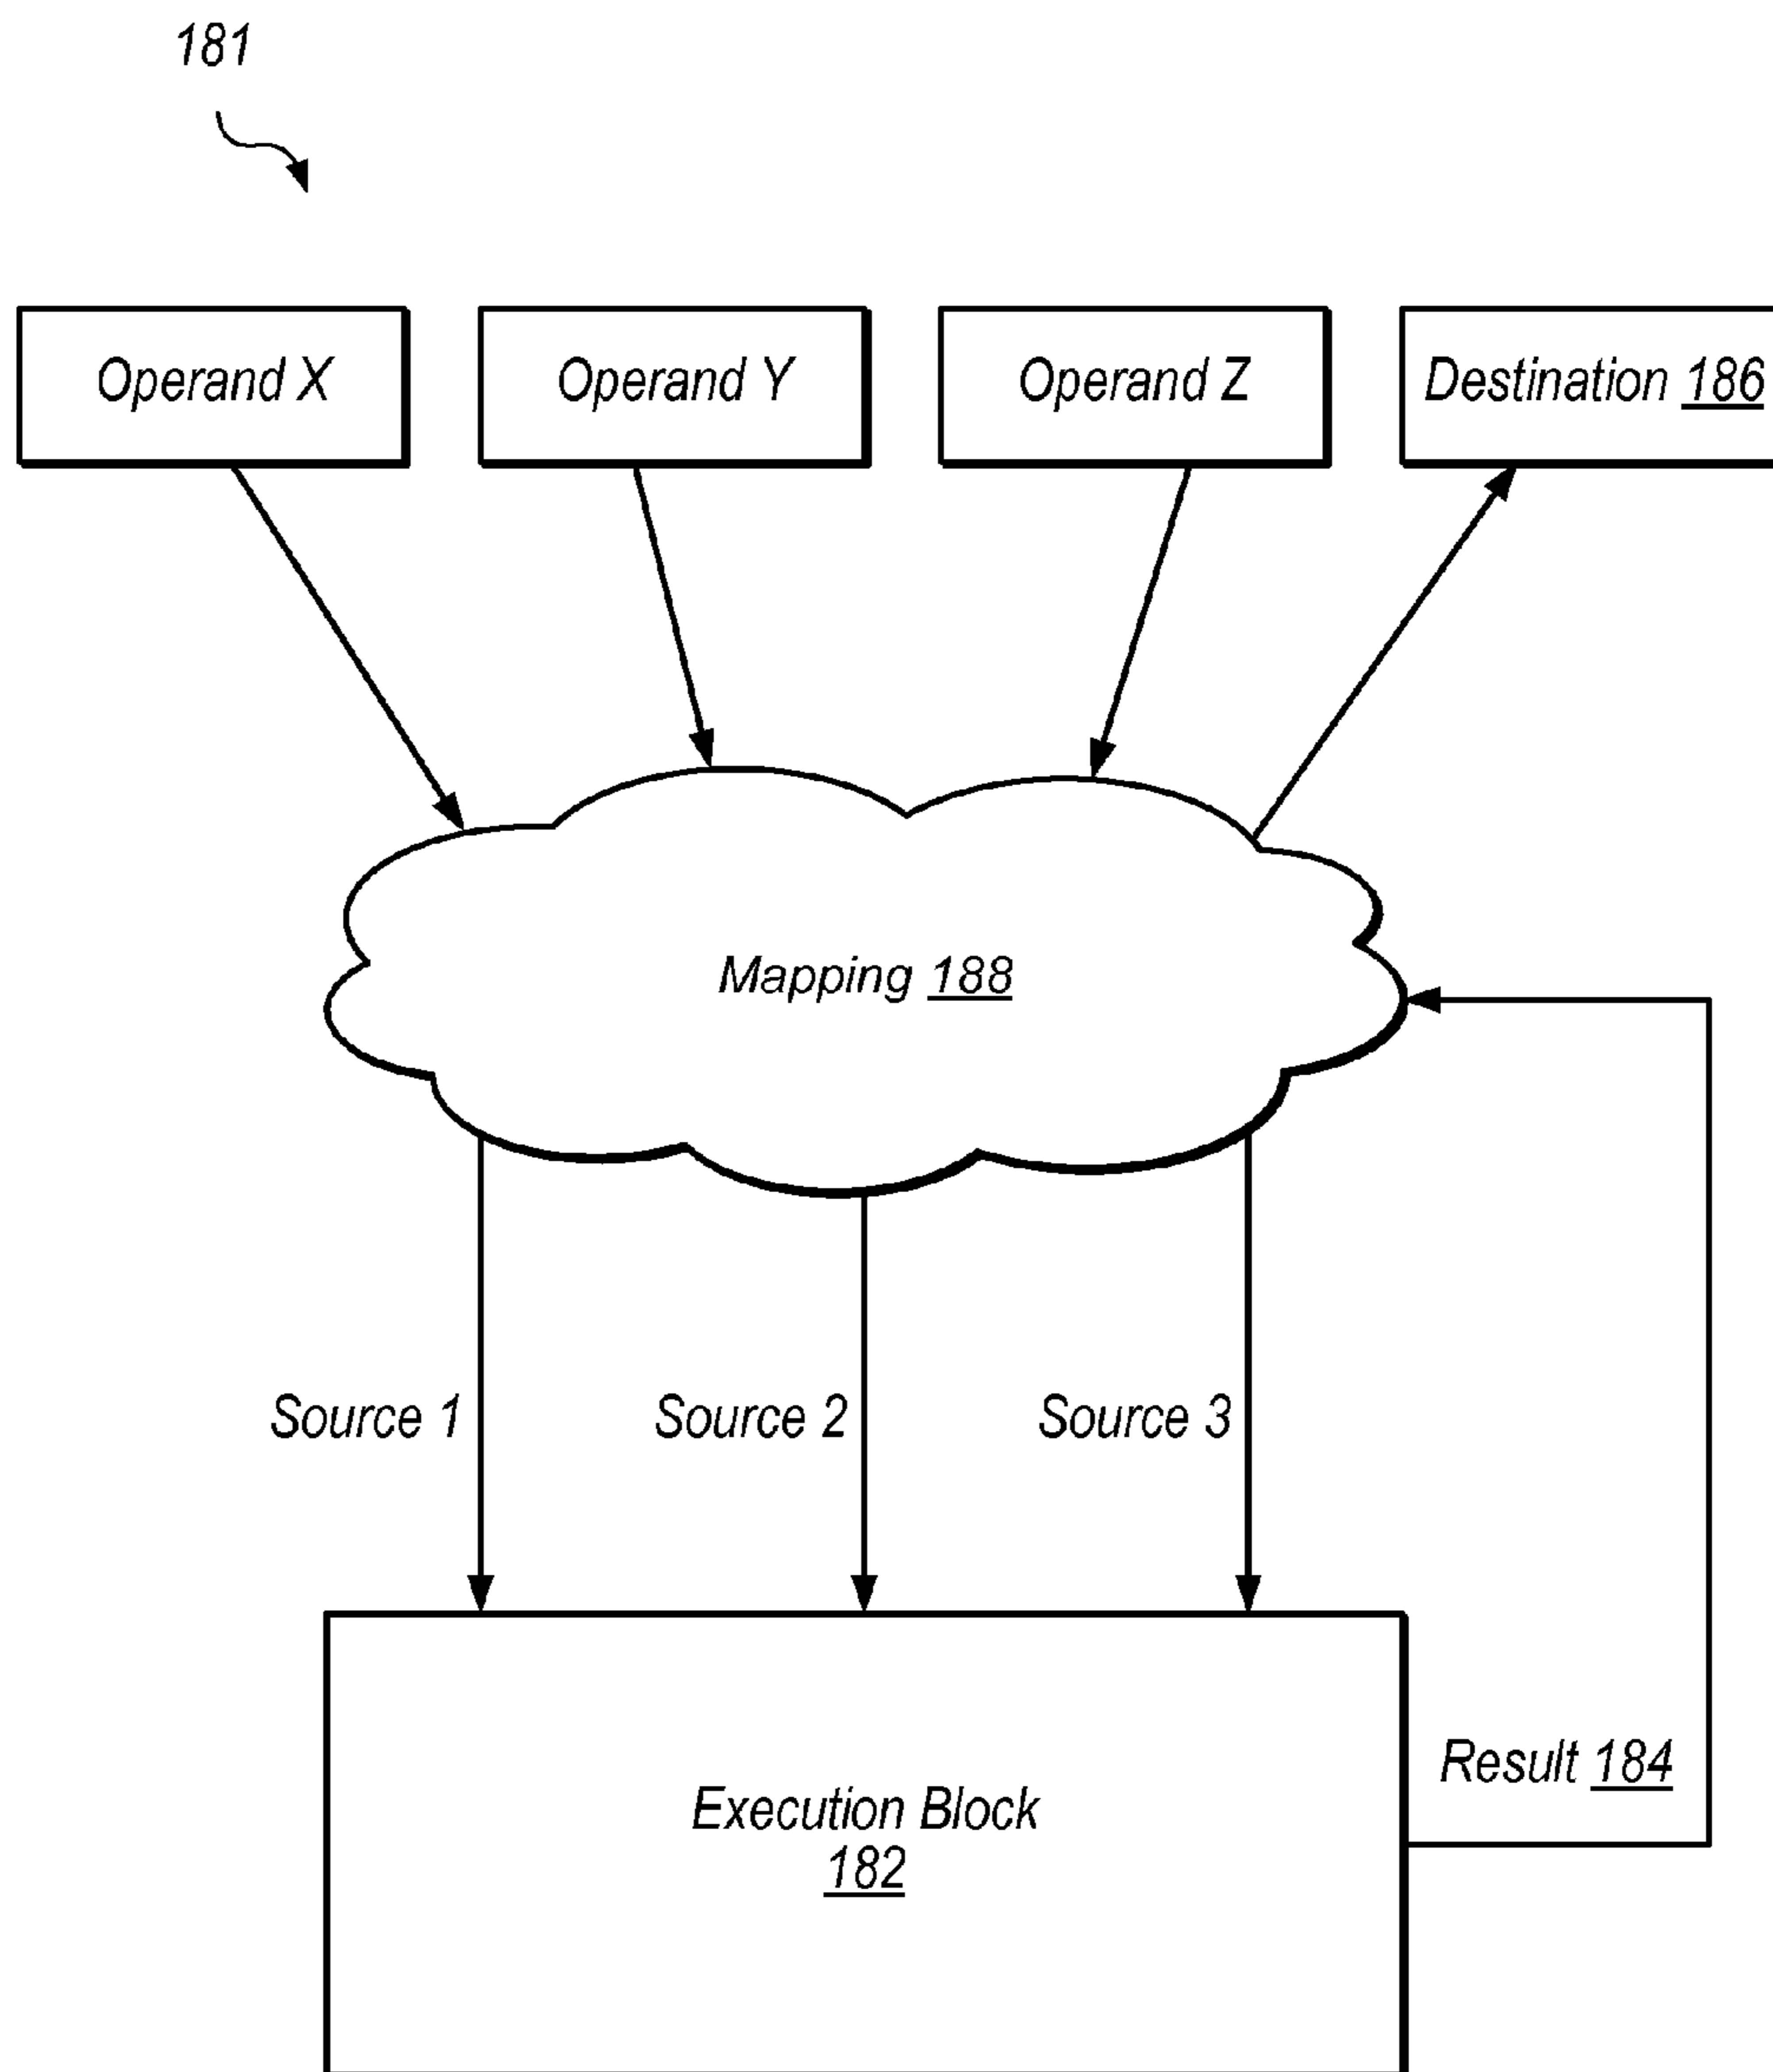 181
Operand X
Operand Y
Operand Z
Destination 186
Mapping 188
Source 1
Source 2
Source 3
Result 184
Execution Block
182